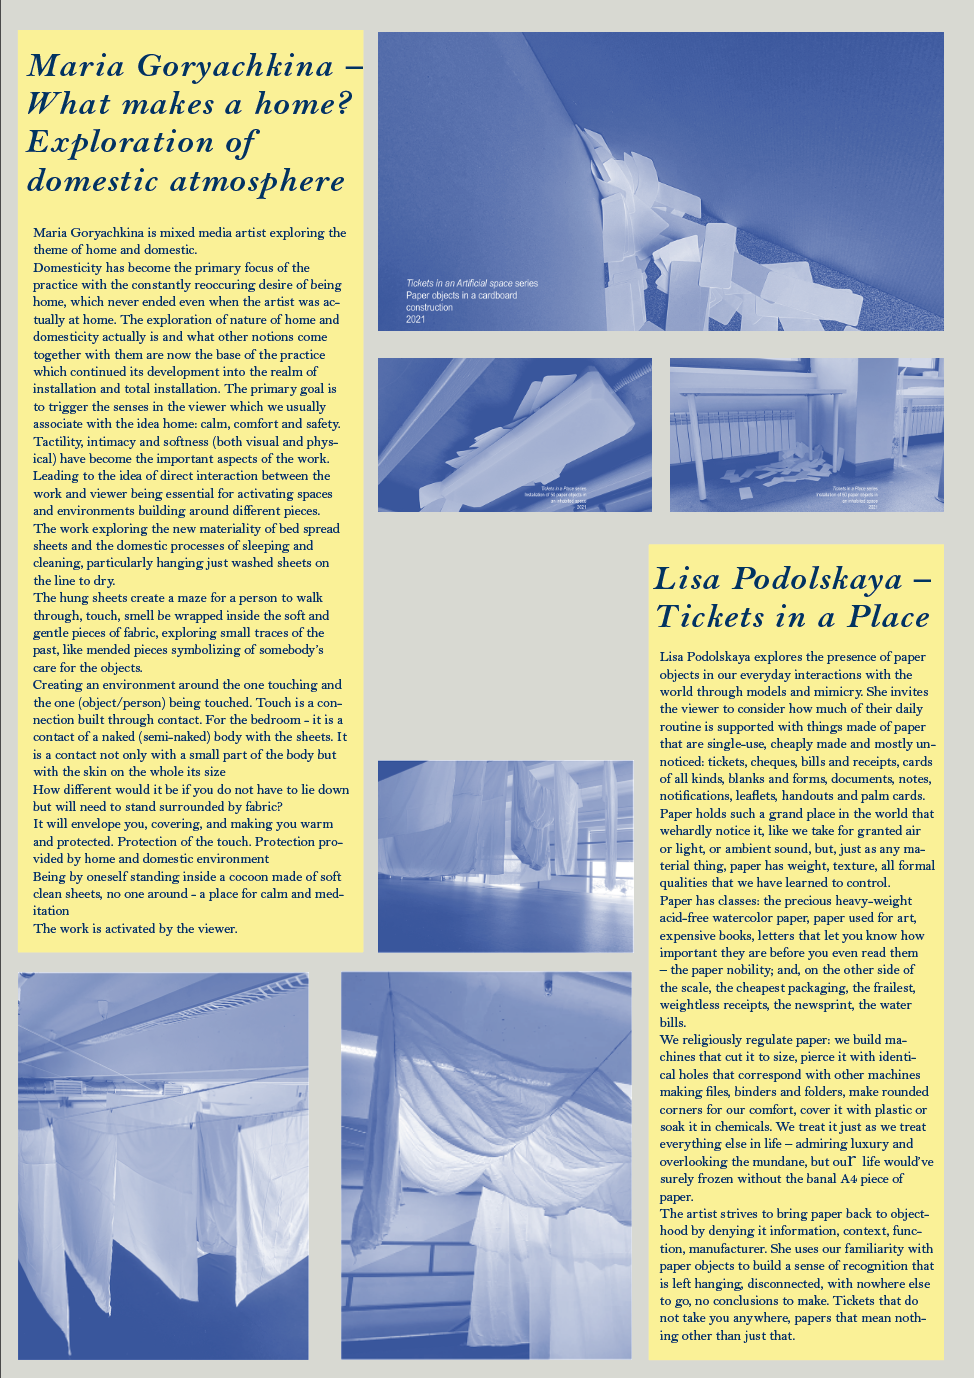 Maria Goryachkina –
What makes a home?
Exploration of
domestic atmosphere
Maria Goryachkina is mixed media artist exploring the
theme of home and domestic.
Domesticity has become the primary focus of the
practice with the constantly reoccuring desire of being
home, which never ended even when the artist was ac-
tually at home. The exploration of nature of home and
domesticity actually is and what other notions come
together with them are now the base of the practice
which continued its development into the realm of
installation and total installation. The primary goal is
to trigger the senses in the viewer which we usually
associate with the idea home: calm, comfort and safety.
Tactility, intimacy and softness (both visual and phys-
ical) have become the important aspects of the work.
Leading to the idea of direct interaction between the
work and viewer being essential for activating spaces
and environments building around different pieces.
The work exploring the new materiality of bed spread
sheets and the domestic processes of sleeping and
cleaning, particularly hanging just washed sheets on
the line to dry.
The hung sheets create a maze for a person to walk
through, touch, smell be wrapped inside the soft and
gentle pieces of fabric, exploring small traces of the
past, like mended pieces symbolizing of somebody's
care for the objects.
Creating an environment around the one touching and
the one (object/person) being touched. Touch is a con-
nection built through contact. For the bedroom - it is a
contact of a naked (semi-naked) body with the sheets. It
is a contact not only with a small part of the body but
with the skin on the whole its size
How different would it be if you do not have to lie down
but will need to stand surrounded by fabric?
It will envelope you, covering, and making you warm
and protected. Protection of the touch. Protection pro-
vided by home and domestic environment
Being by oneself standing inside a cocoon made of soft
clean sheets, no one around - a place for calm and med-
itation
The work is activated by the viewer.
Tickets in an Artificial space series
Paper objects in a cardboard
construction
2021
Tickets in a Place series
Installation of 50 paper objects in
an inhabited space
2021
Tickets in a Place series
Installation of 50 paper objects in
an inhabited space
2021
Lisa Podolskaya –
Tickets in a Place
Lisa Podolskaya explores the presence of paper
objects in our everyday interactions with the
world through models and mimicry. She invites
the viewer to consider how much of their daily
routine is supported with things made of paper
that are single-use, cheaply made and mostly un-
noticed: tickets, cheques, bills and receipts, cards
of all kinds, blanks and forms, documents, notes,
notifications, leaflets, handouts and palm cards.
Paper holds such a grand place in the world that
wehardly notice it, like we take for granted air
or light, or ambient sound, but, just as any ma-
terial thing, paper has weight, texture, all formal
qualities that we have learned to control.
Paper has classes: the precious heavy-weight
acid-free watercolor paper, paper used for art,
expensive books, letters that let you know how
important they are before you even read them
– the paper nobility; and, on the other side of
the scale, the cheapest packaging, the frailest,
weightless receipts, the newsprint, the water
bills.
We religiously regulate paper: we build ma-
chines that cut it to size, pierce it with identi-
cal holes that correspond with other machines
making files, binders and folders, make rounded
corners for our comfort, cover it with plastic or
soak it in chemicals. We treat it just as we treat
everything else in life – admiring luxury and
overlooking the mundane, but our life would've
surely frozen without the banal A4 piece of
paper.
The artist strives to bring paper back to object-
hood by denying it information, context, func-
tion, manufacturer. She uses our familiarity with
paper objects to build a sense of recognition that
is left hanging, disconnected, with nowhere else
to go, no conclusions to make. Tickets that do
not take you anywhere, papers that mean noth-
ing other than just that.